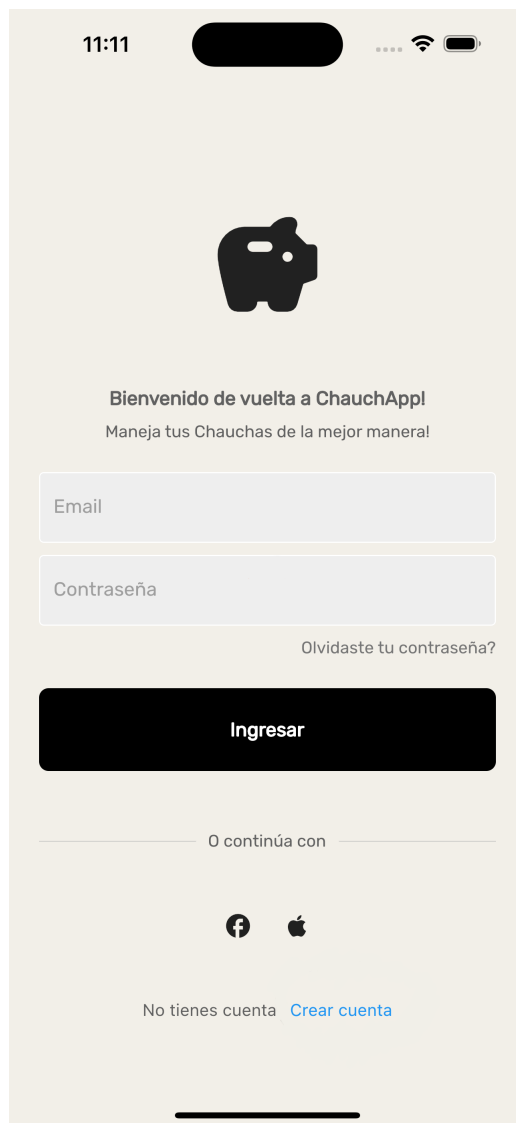 11:11
Bienvenido de vuelta a ChauchApp!
Maneja tus Chauchas de la mejor manera!
Email
Contraseña
Olvidaste tu contraseña?
Ingresar
O continúa con
No tienes cuenta Crear cuenta